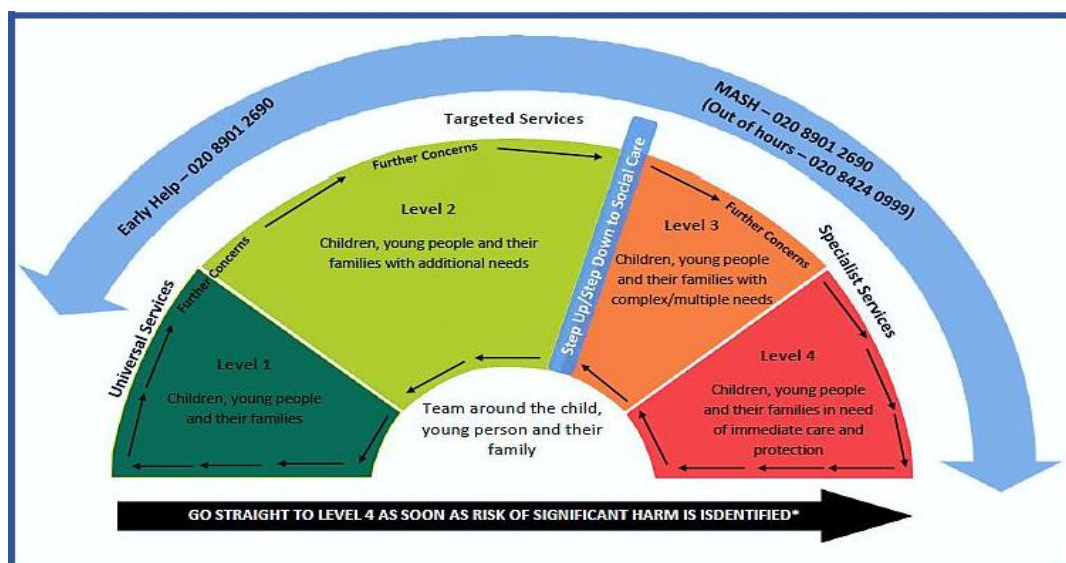 Early Help – 020 8901 2690
MASH – 020 8901 2690
(Out of hours – 020 8424 0999)
Targeted Services
Universal Services
Specialist Services
Further Concerns
Further Concerns
Further Concerns
Step Up/Step Down to Social Care
Level 1
Children, young people
and their families
Level 2
Children, young people and their
families with additional needs
Level 3
Children, young people
and their families with
complex/multiple needs
Level 4
Children, young people
and their families in need
of immediate care and
protection
Team around the child,
young person and their
family
GO STRAIGHT TO LEVEL 4 AS SOON AS RISK OF SIGNIFICANT HARM IS ISDENTIFIED*